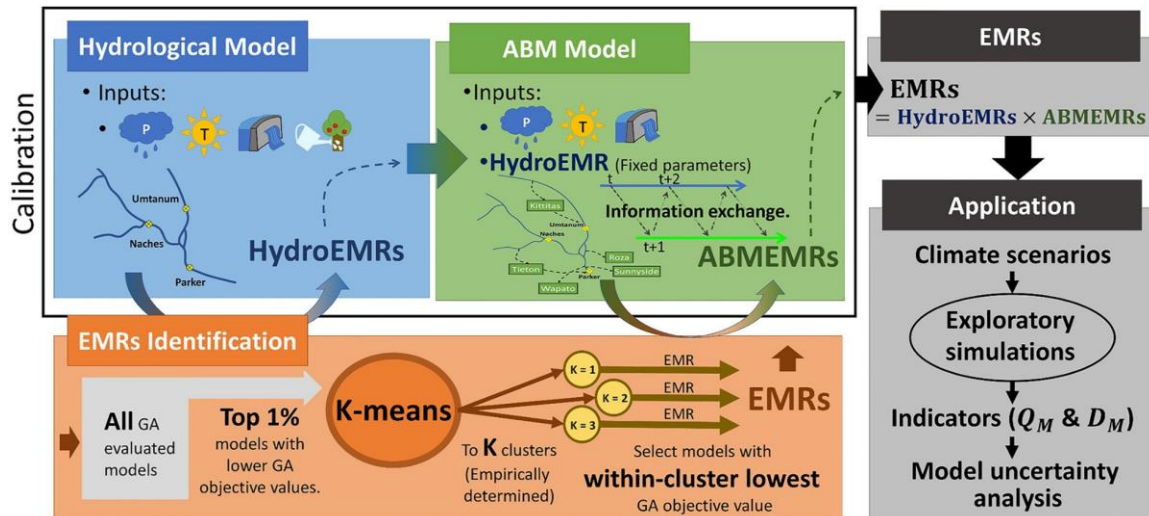 Calibration
Hydrological Model
• Inputs:
•
P
T
Umtanum
Naches
Parker
HydroEMRs
ABM Model
•Inputs:
•
P
T
•HydroEMR (Fixed parameters)
t
t+2
Information exchange.
t+1
Kittitas
Umtanum
Naches
Roza
Tieton
Parker
Sunnyside
Wapato
ABMEMRs
EMRs
EMRs
= HydroEMRs × ABMEMRs
Application
Climate scenarios
Exploratory
simulations
Indicators (Q_M & D_M)
Model uncertainty
analysis
EMRs Identification
All GA
evaluated
models
Top 1%
models with
lower GA
objective values.
K-means
To K clusters
(Empirically
determined)
K = 1
EMR
K = 2
EMR
K = 3
EMR
EMRs
Select models with
within-cluster lowest
GA objective value